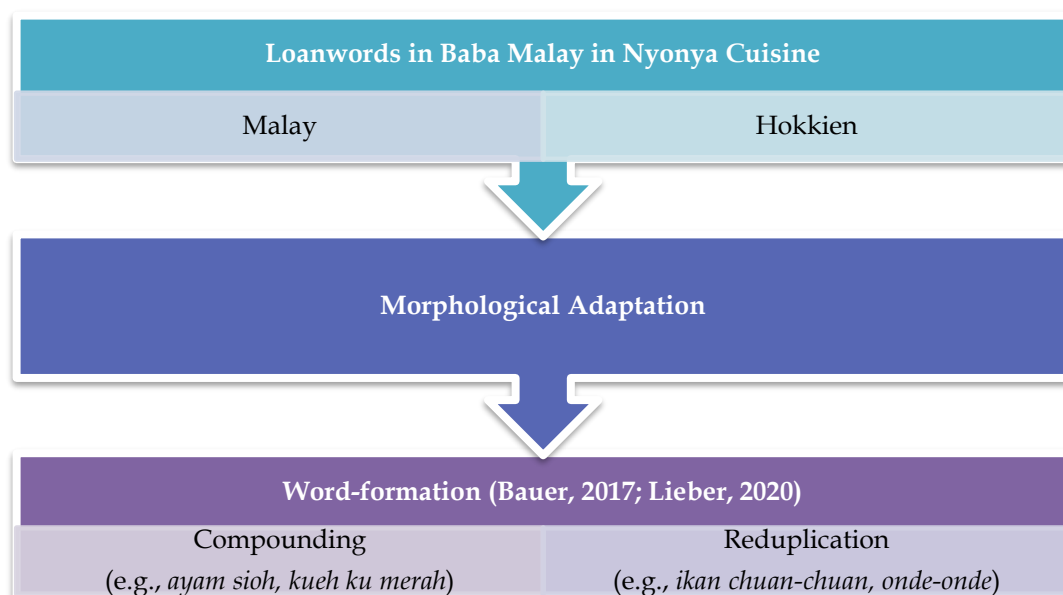 Loanwords in Baba Malay in Nyonya Cuisine
Malay
Hokkien
Morphological Adaptation
Word-formation (Bauer, 2017; Lieber, 2020)
Compounding
(e.g., ayam sioh, kueh ku merah)
Reduplication
(e.g., ikan chuan-chuan, onde-onde)